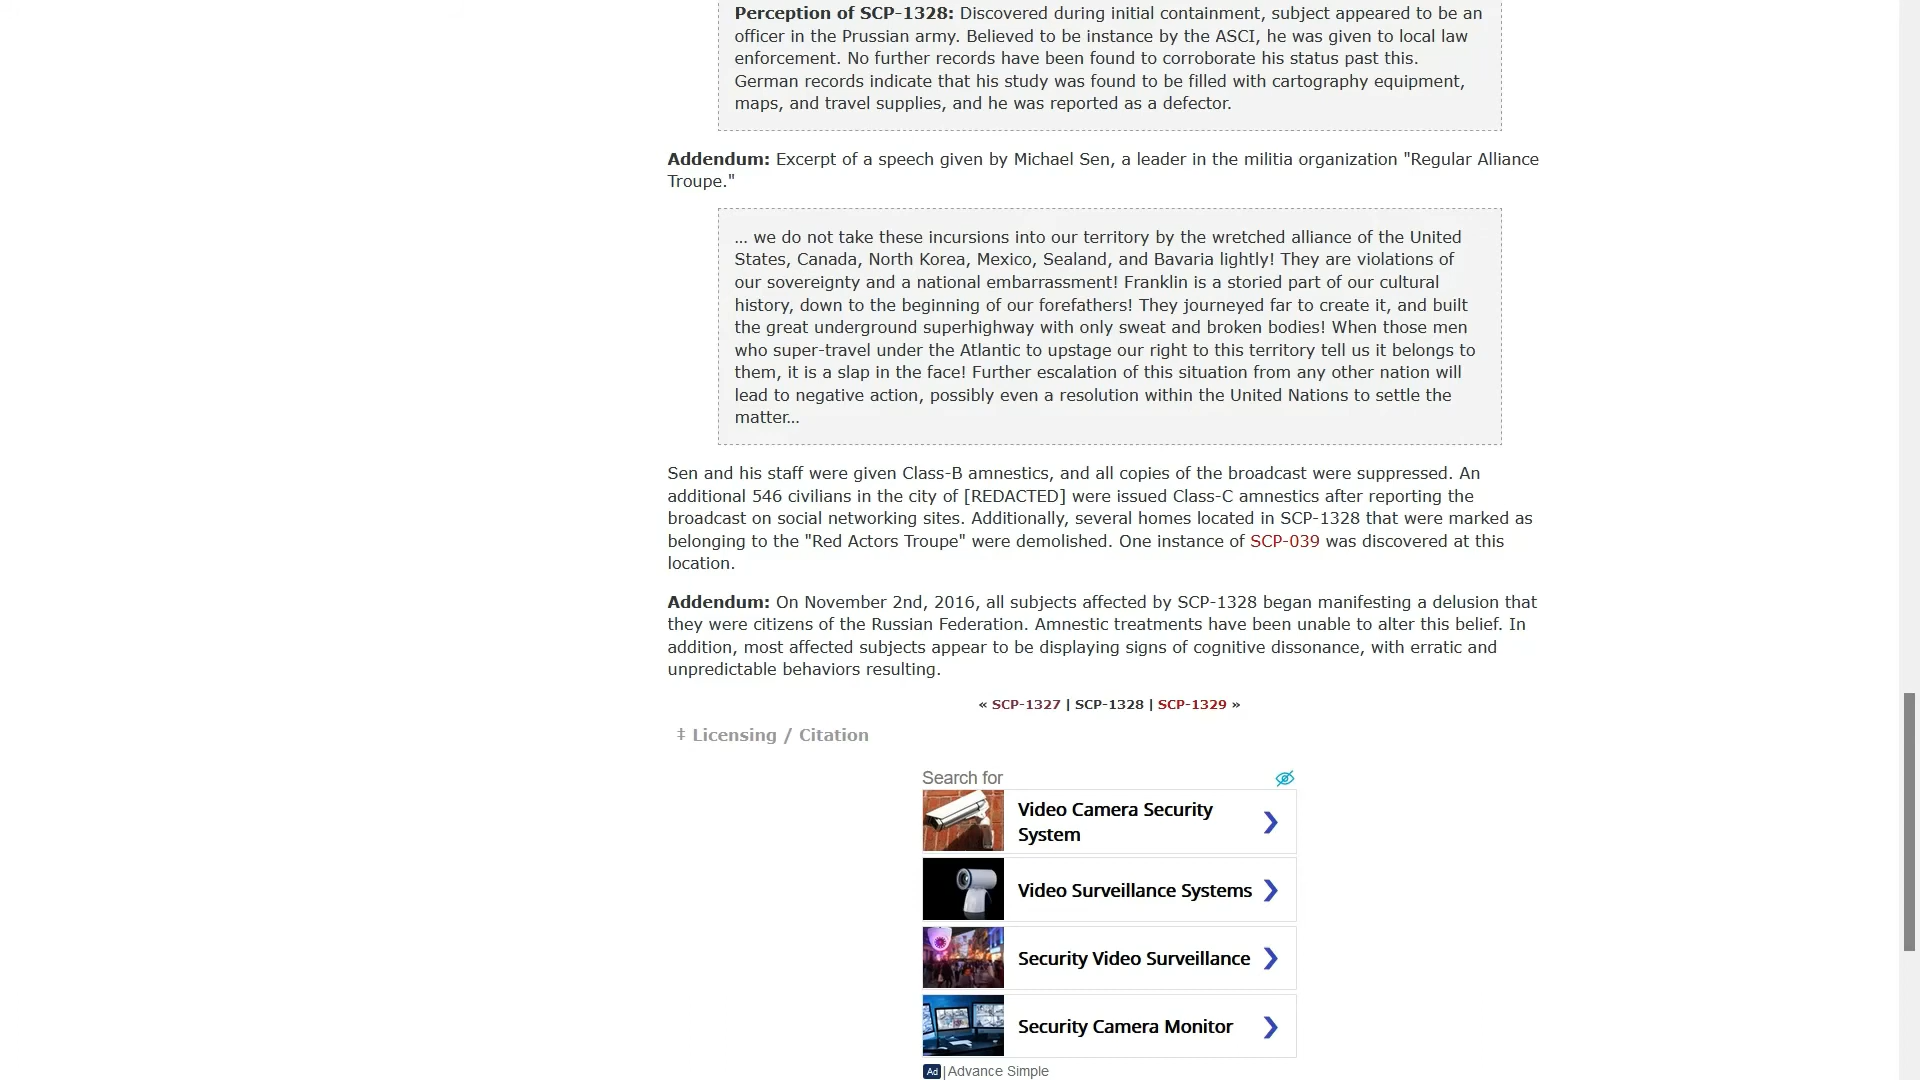 Perception of SCP-1328: Discovered during initial containment, subject appeared to be an
officer in the Prussian army. Believed to be instance by the ASCI, he was given to local law
enforcement. No further records have been found to corroborate his status past this.
German records indicate that his study was found to be filled with cartography equipment,
maps, and travel supplies, and he was reported as a defector.
Addendum: Excerpt of a speech given by Michael Sen, a leader in the militia organization "Regular Alliance
Troupe."
... we do not take these incursions into our territory by the wretched alliance of the United
States, Canada, North Korea, Mexico, Sealand, and Bavaria lightly! They are violations of
our sovereignty and a national embarrassment! Franklin is a storied part of our cultural
history, down to the beginning of our forefathers! They journeyed far to create it, and built
the great underground superhighway with only sweat and broken bodies! When those men
who super-travel under the Atlantic to upstage our right to this territory tell us it belongs to
them, it is a slap in the face! Further escalation of this situation from any other nation will
lead to negative action, possibly even a resolution within the United Nations to settle the
matter...
Sen and his staff were given Class-B amnestics, and all copies of the broadcast were suppressed. An
additional 546 civilians in the city of [REDACTED] were issued Class-C amnestics after reporting the
broadcast on social networking sites. Additionally, several homes located in SCP-1328 that were marked as
belonging to the "Red Actors Troupe" were demolished. One instance of SCP-039 was discovered at this
location.
Addendum: On November 2nd, 2016, all subjects affected by SCP-1328 began manifesting a delusion that
they were citizens of the Russian Federation. Amnestic treatments have been unable to alter this belief. In
addition, most affected subjects appear to be displaying signs of cognitive dissonance, with erratic and
unpredictable behaviors resulting.
« SCP-1327 | SCP-1328 | SCP-1329 »
‡ Licensing / Citation
Search for
Video Camera Security
System
Video Surveillance Systems
Security Video Surveillance
Security Camera Monitor
Ad | Advance Simple